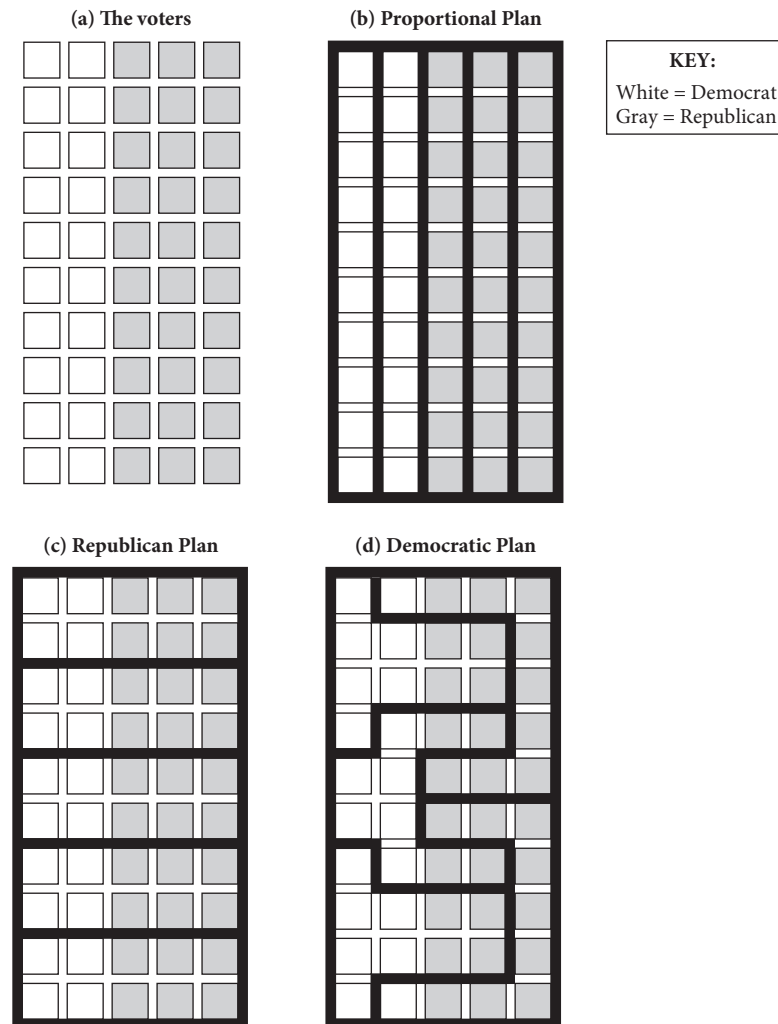 (a) The voters
(b) Proportional Plan
KEY:
White = Democrat
Gray = Republican
(c) Republican Plan
(d) Democratic Plan